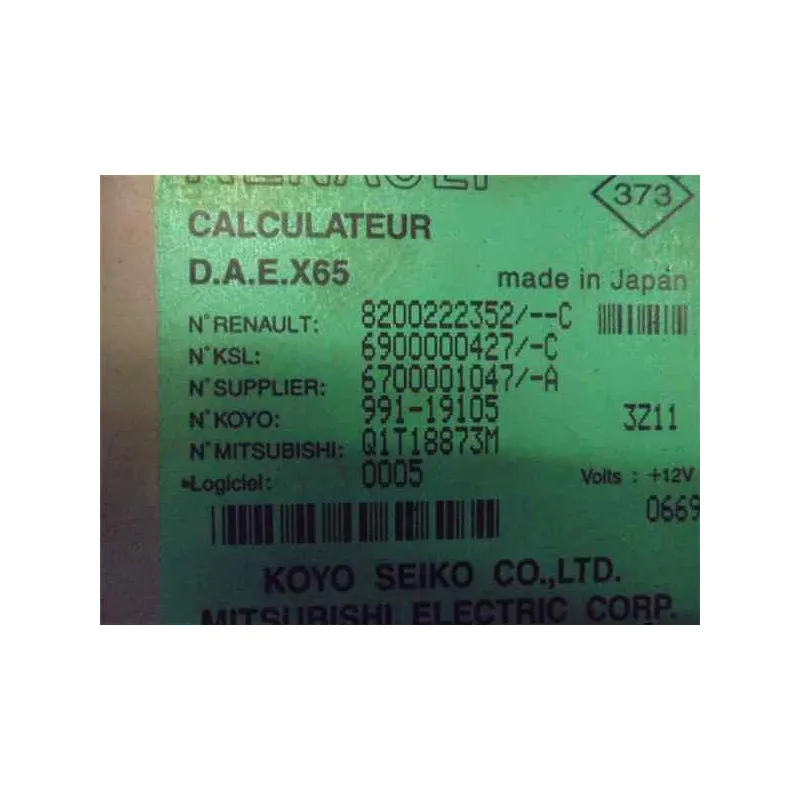 RENAULT
373
CALCULATEUR
D.A.E.X65
made in Japan
N°RENAULT: 8200222352/--C
N°KSL: 6900000427/-C
N°SUPPLIER: 6700001047/-A
N°KOYO: 991-19105
3Z11
N°MITSUBISHI: Q1T18873M
Logiciel: 0005
Volts : +12V
0669
KOYO SEIKO CO.,LTD.
MITSUBISHI ELECTRIC CORP.